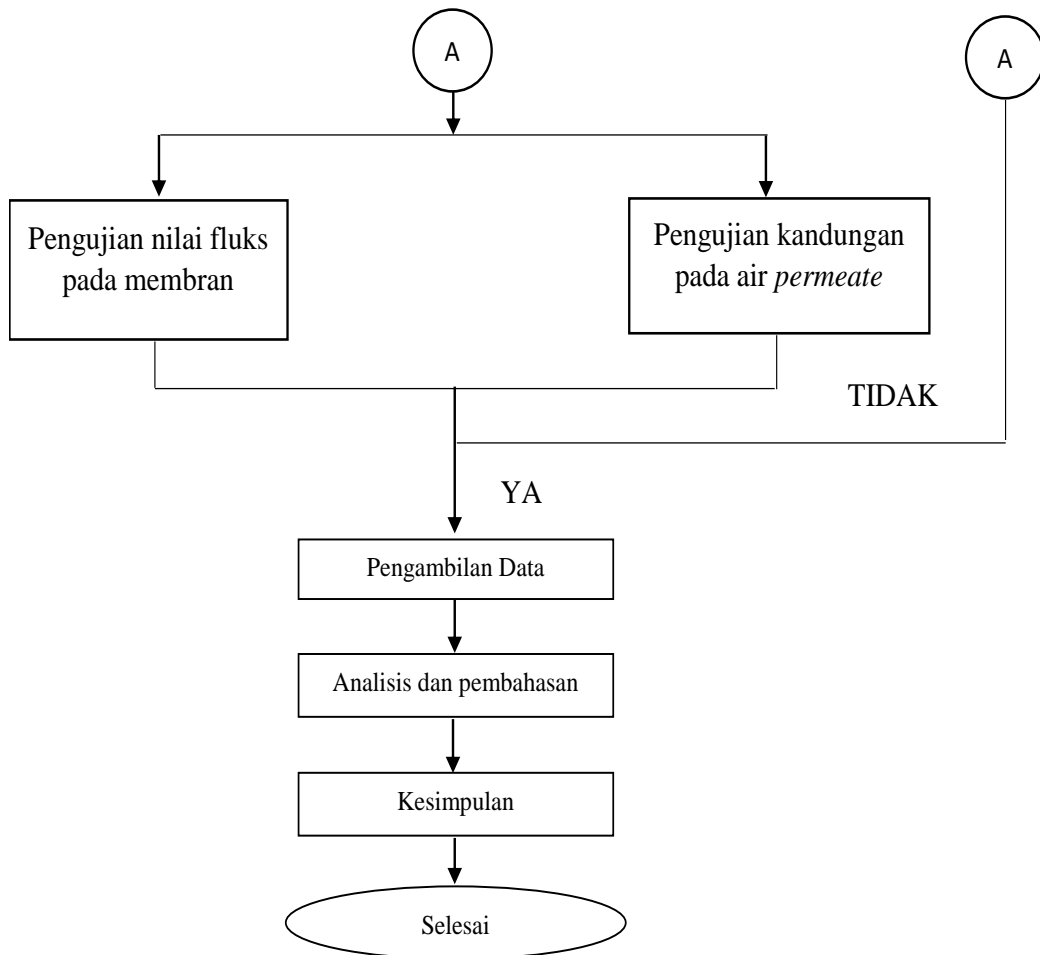 A
A
Pengujian nilai fluks
pada membran
Pengujian kandungan
pada air permeate
TIDAK
YA
Pengambilan Data
Analisis dan pembahasan
Kesimpulan
Selesai